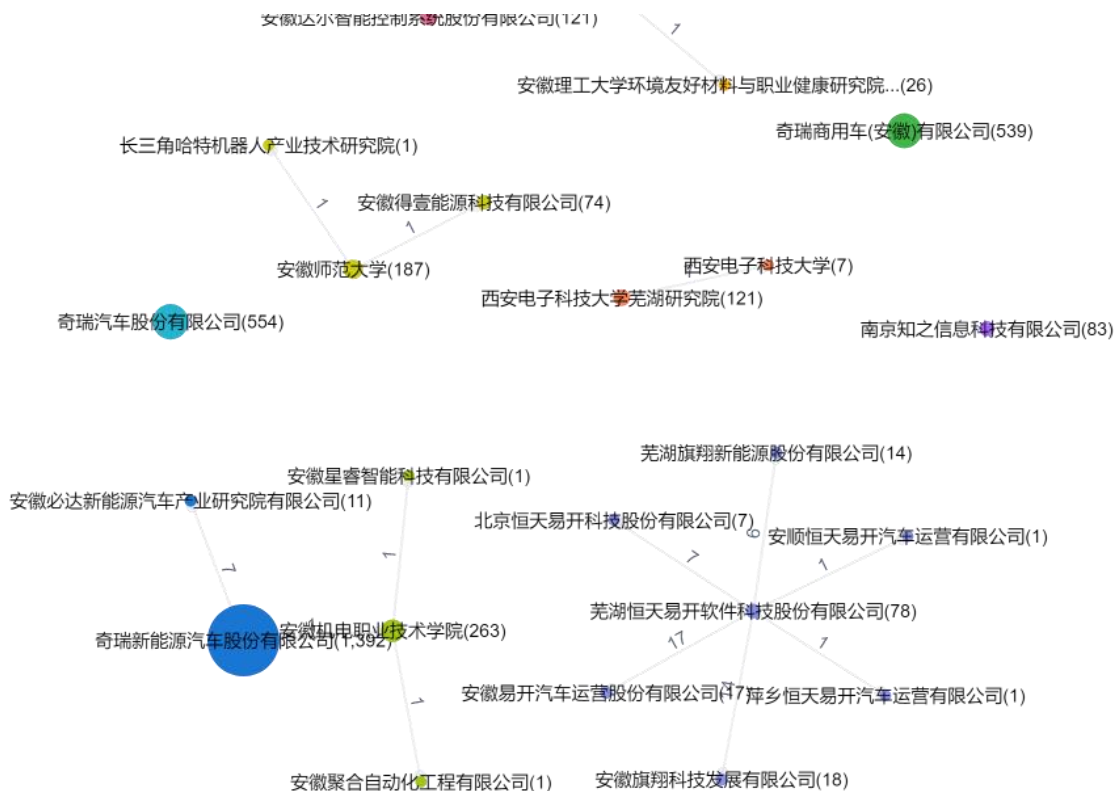 安徽达尔智能控制系统股份有限公司(121)
1
安徽理工大学环境友好材料与职业健康研究院...(26)
奇瑞商用车(安徽)有限公司(539)
长三角哈特机器人产业技术研究院(1)
1
安徽得壹能源科技有限公司(74)
1
安徽师范大学(187)
西安电子科技大学(7)
西安电子科技大学芜湖研究院(121)
奇瑞汽车股份有限公司(554)
南京知之信息科技有限公司(83)
芜湖旗翔新能源股份有限公司(14)
安徽星睿智能科技有限公司(1)
安徽必达新能源汽车产业研究院有限公司(11)
北京恒天易开科技股份有限公司(7)
安顺恒天易开汽车运营有限公司(1)
7
1
7
1
芜湖恒天易开软件科技股份有限公司(78)
安徽机电职业技术学院(263)
奇瑞新能源汽车股份有限公司(1,392)
17
1
安徽易开汽车运营股份有限公司(17)
萍乡恒天易开汽车运营有限公司(1)
1
安徽聚合自动化工程有限公司(1)
安徽旗翔科技发展有限公司(18)